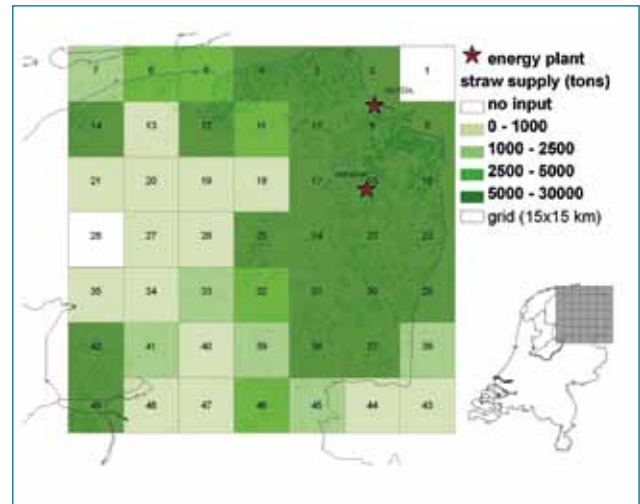 energy plant
straw supply (tons)
no input
0 - 1000
1000 - 2500
2500 - 5000
5000 - 30000
grid (15x15 km)
7 6 5 4 3 2 1
14 13 12 11 10 9 8
21 20 19 18 17
28 27 26 25 24 23 22
35 34 33 32 31 30 29
42 41 40 39 38 37 36
49 48 47 46 45 44 43